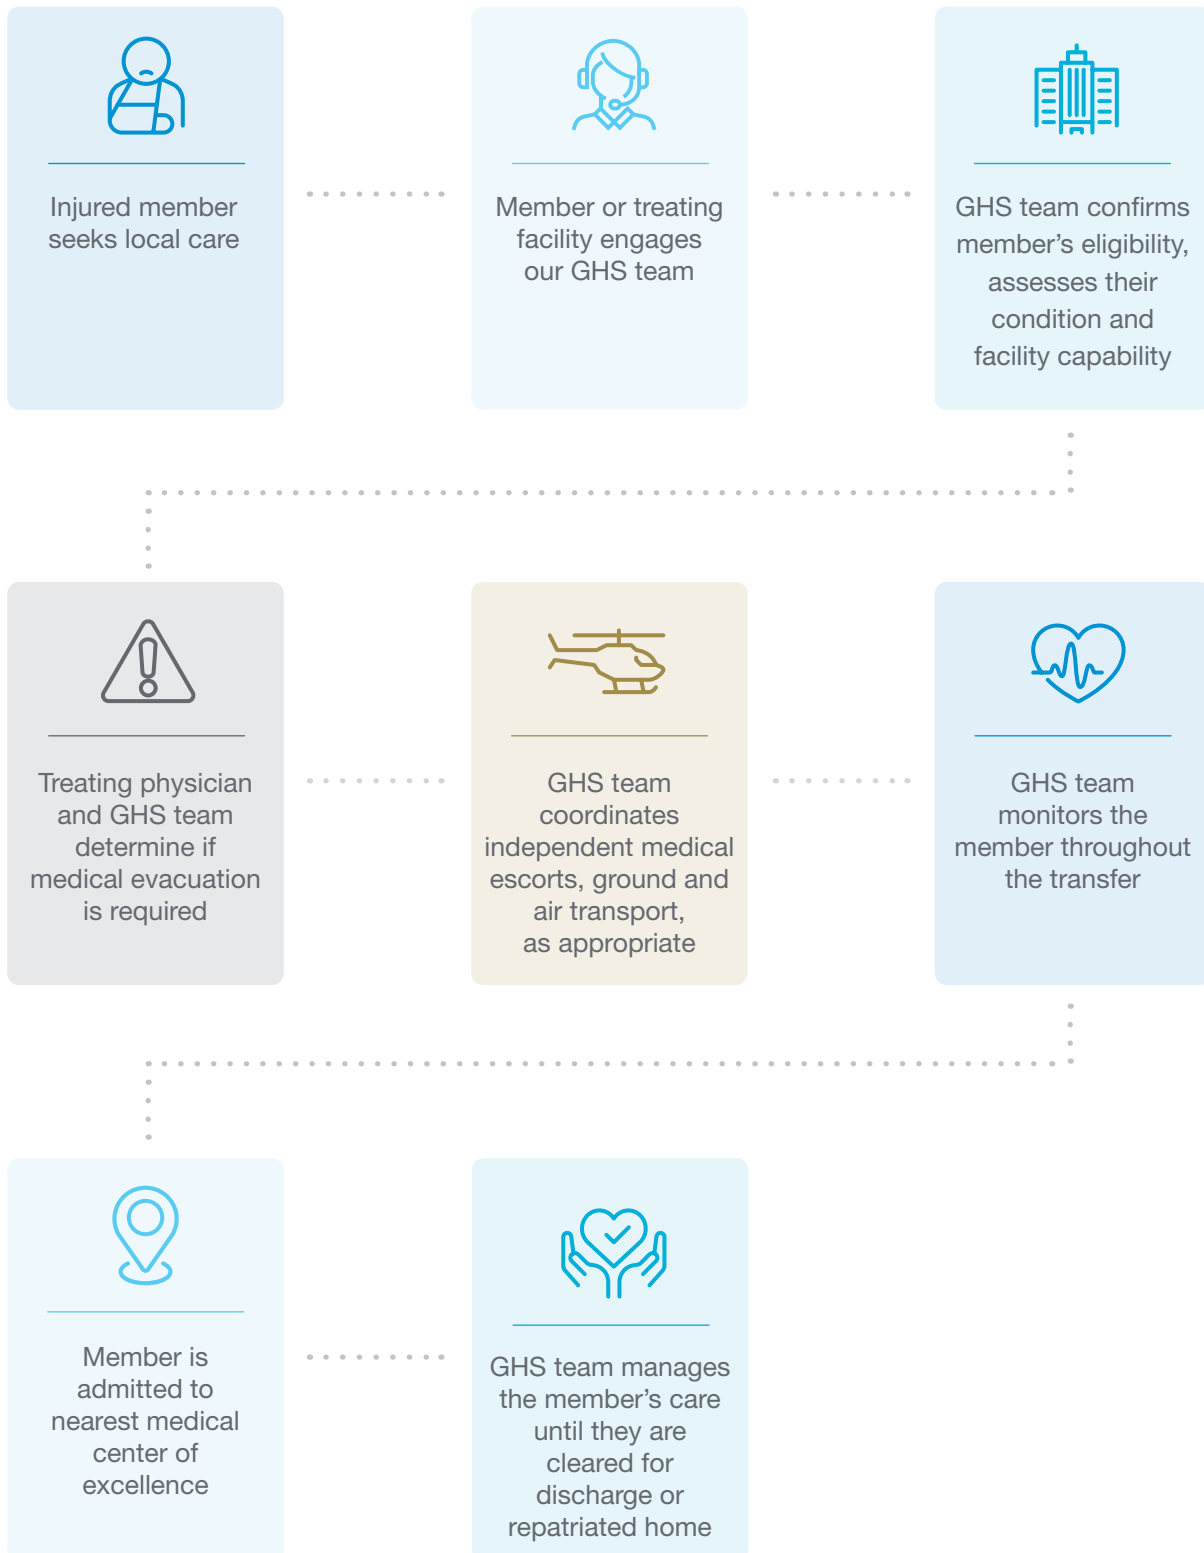 Injured member
seeks local care
Member or treating
facility engages
our GHS team
GHS team confirms
member’s eligibility,
assesses their
condition and
facility capability
Treating physician
and GHS team
determine if
medical evacuation
is required
GHS team
coordinates
independent medical
escorts, ground and
air transport,
as appropriate
GHS team
monitors the
member throughout
the transfer
Member is
admitted to
nearest medical
center of
excellence
GHS team manages
the member’s care
until they are
cleared for
discharge or
repatriated home